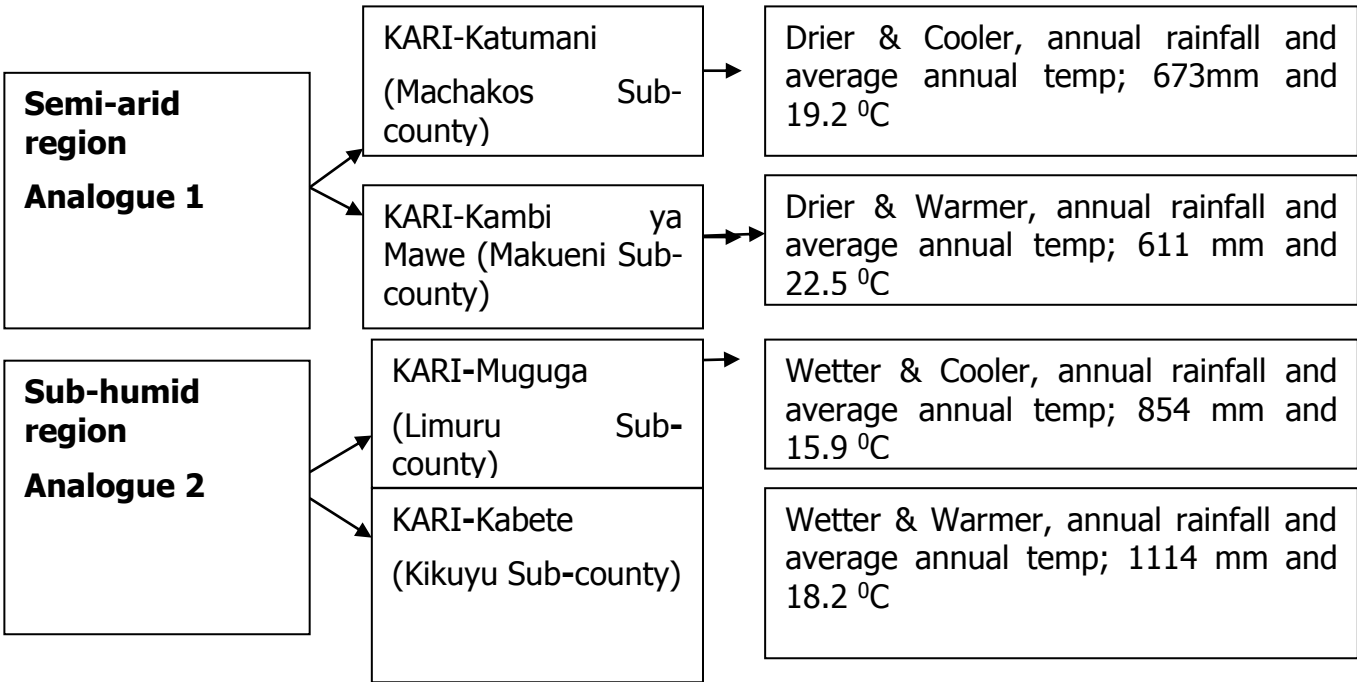 Semi-arid
region
Analogue 1
KARI-Katumani
(Machakos Sub-
county)
Drier & Cooler, annual rainfall and
average annual temp; 673mm and
19.2 ⁰C
KARI-Kambi ya
Mawe (Makueni Sub-
county)
Drier & Warmer, annual rainfall and
average annual temp; 611 mm and
22.5 ⁰C
Sub-humid
region
Analogue 2
KARI-Muguga
(Limuru Sub-
county)
Wetter & Cooler, annual rainfall and
average annual temp; 854 mm and
15.9 ⁰C
KARI-Kabete
(Kikuyu Sub-county)
Wetter & Warmer, annual rainfall and
average annual temp; 1114 mm and
18.2 ⁰C